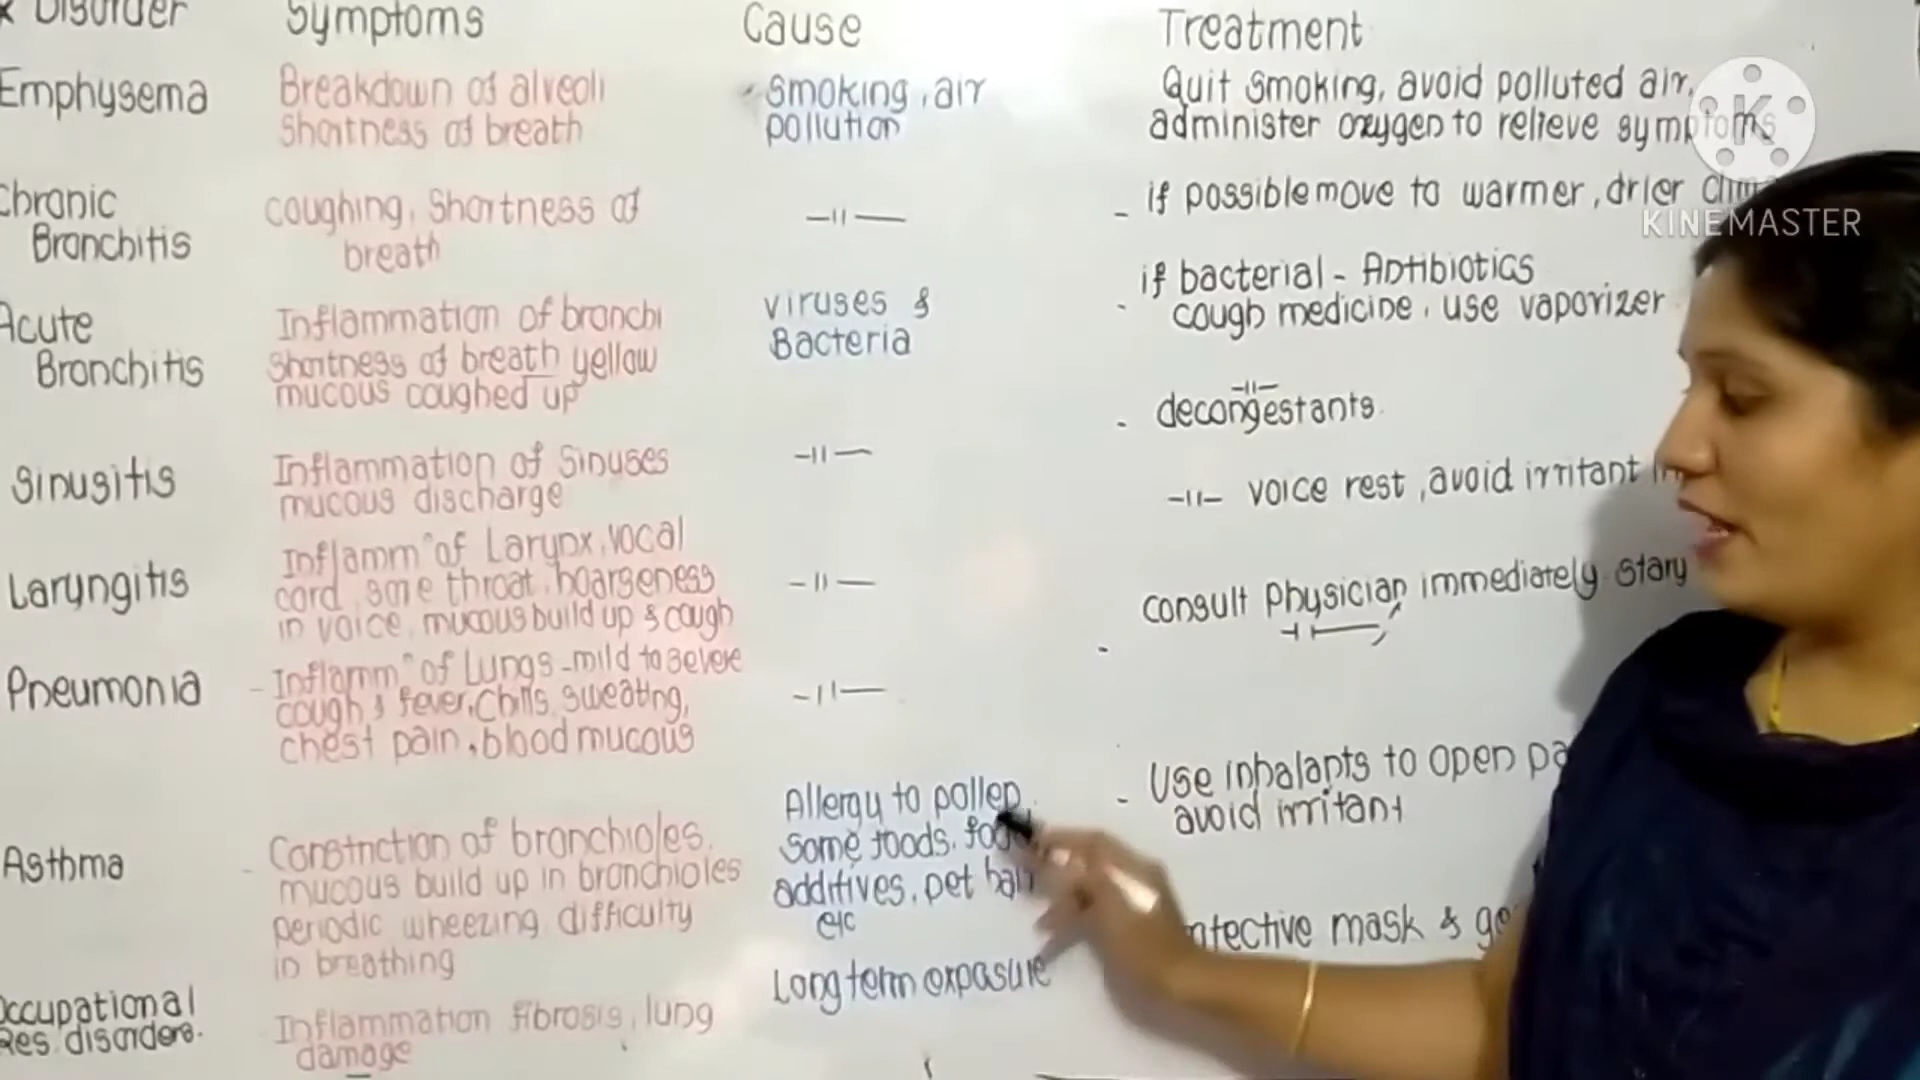 Disorder Symptoms Cause Treatment
Emphysema
Breakdown of alveoli
Shortness of breath
Smoking, air
pollution
Quit smoking, avoid polluted air,
administer oxygen to relieve symptoms
Chronic
Bronchitis
coughing, Shortness of
breath
-11-
- if possible move to warmer, drier
Acute
Bronchitis
Inflammation of bronchi
Shortness of breath yellow
mucous coughed up
viruses &
Bacteria
if bacterial - Antibiotics
cough medicine, use vaporizer
Sinusitis
Inflammation of Sinuses
mucous discharge
-11-
-11-
- decongestants.
Laryngitis
Inflamm" of Larynx, vocal
cord, sore throat, hoarseness
in voice, mucous build up & cough
-11-
-11- voice rest, avoid irritant
Pneumonia
- Inflamm" of Lungs - mild to severe
cough & fever, chills, sweating,
chest pain, blood mucous
-11-
consult physician immediately stary
-11-
Asthma
- Constriction of bronchioles.
mucous build up in bronchioles
periodic wheezing, difficulty
in breathing
Allergy to pollen,
some foods, food
additives, pet hair
etc
- Use inhalants to open
avoid irritant
Occupational
Res. disorders.
- Inflammation fibrosis, lung
damage
Long term exposure
mask &
K
KINEMASTER